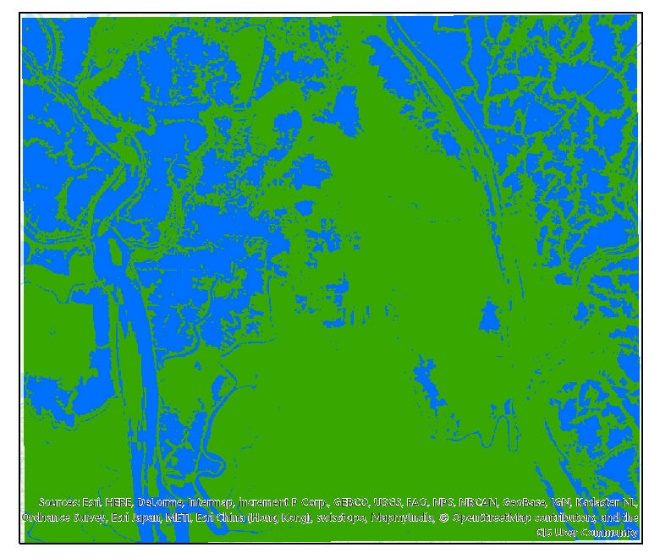 Sources: Esri, HERE, DeLorme, Intermap, increment P Corp., GEBCO, USGS, FAO, NPS, NRCAN, GeoBase, IGN, Kadaster NL,
Ordnance Survey, Esri Japan, METI, Esri China (Hong Kong), swisstopo, MapmyIndia, © OpenStreetMap contributors, and the
GIS User Community